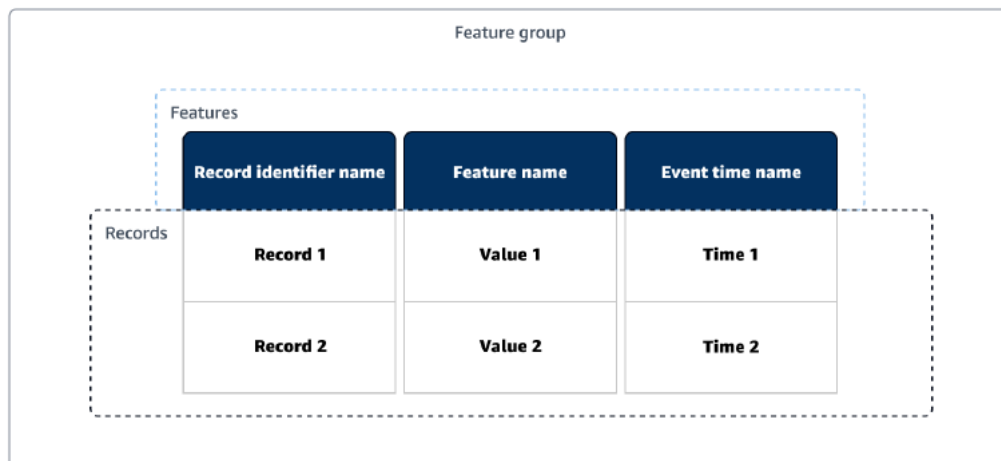 Feature group
Features
Record identifier name Feature name Event time name
Records
Record 1 Value 1 Time 1
Record 2 Value 2 Time 2